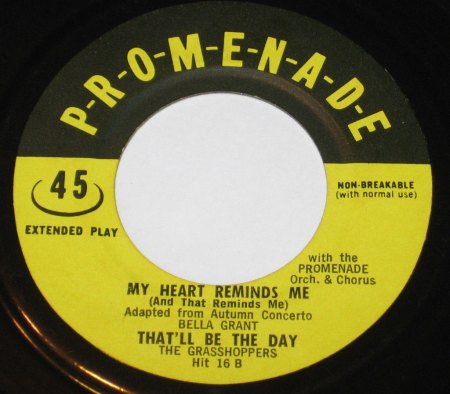 P-R-O-M-E-N-A-D-E
45
EXTENDED PLAY
NON-BREAKABLE
(with normal use)
with the
PROMENADE
Orch. & Chorus
MY HEART REMINDS ME
(And That Reminds Me)
Adapted from Autumn Concerto
BELLA GRANT
THAT'LL BE THE DAY
THE GRASSHOPPERS
Hit 16 B